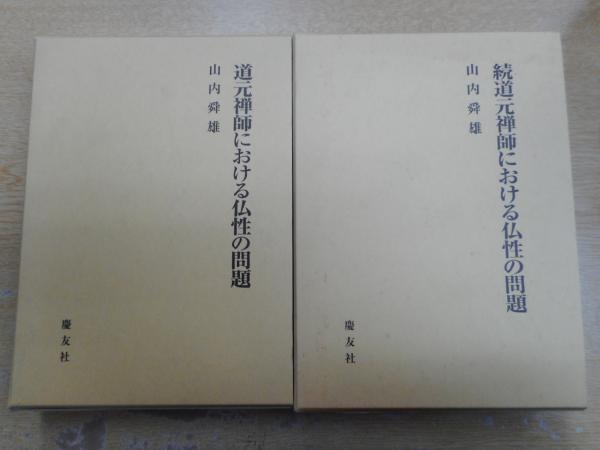 道元禅師における仏性の問題
山内舜雄
慶友社
続道元禅師における仏性の問題
山内舜雄
慶友社